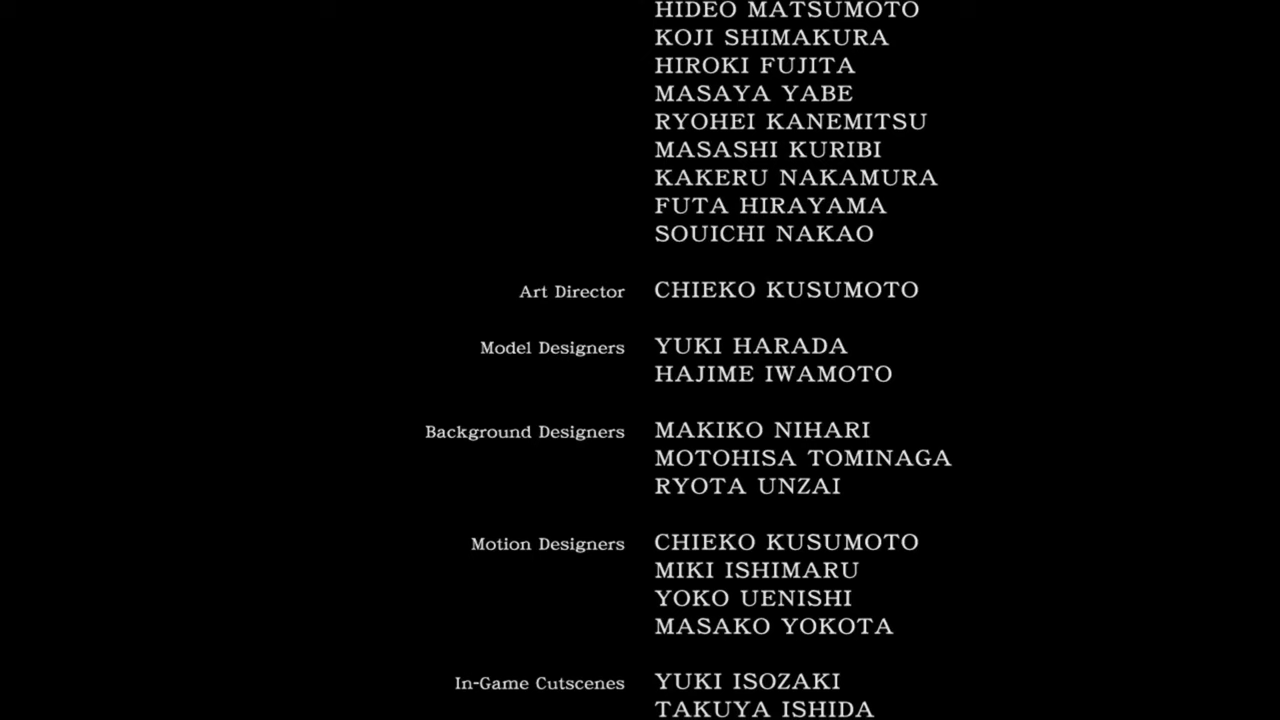 HIDEO MATSUMOTO
KOJI SHIMAKURA
HIROKI FUJITA
MASAYA YABE
RYOHEI KANEMITSU
MASASHI KURIBI
KAKERU NAKAMURA
FUTA HIRAYAMA
SOUICHI NAKAO
Art Director CHIEKO KUSUMOTO
Model Designers YUKI HARADA
HAJIME IWAMOTO
Background Designers MAKIKO NIHARI
MOTOHISA TOMINAGA
RYOTA UNZAI
Motion Designers CHIEKO KUSUMOTO
MIKI ISHIMARU
YOKO UENISHI
MASAKO YOKOTA
In-Game Cutscenes YUKI ISOZAKI
TAKUYA ISHIDA